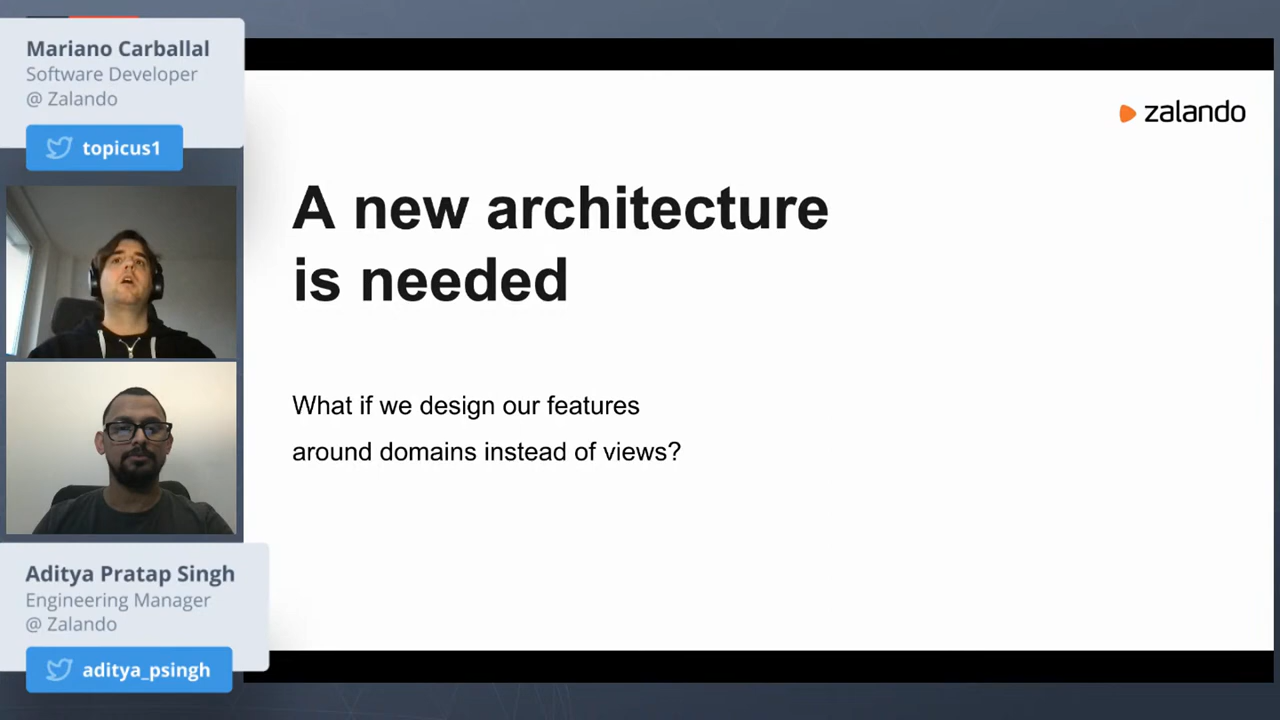 Mariano Carballal
Software Developer
@ Zalando
topicus1
Aditya Pratap Singh
Engineering Manager
@ Zalando
aditya_psingh
zalando
A new architecture
is needed
What if we design our features
around domains instead of views?